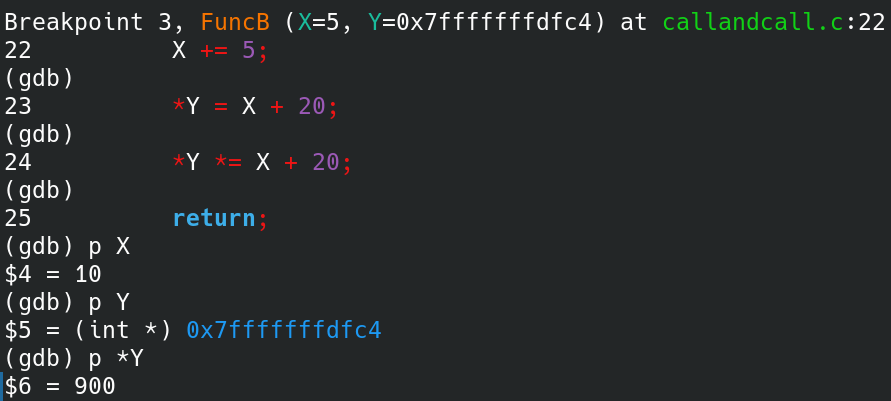 Breakpoint 3, FuncB (X=5, Y=0x7fffffffdfc4) at callandcall.c:22
22          X += 5;
(gdb)
23          *Y = X + 20;
(gdb)
24          *Y *= X + 20;
(gdb)
25          return;
(gdb) p X
$4 = 10
(gdb) p Y
$5 = (int *) 0x7fffffffdfc4
(gdb) p *Y
$6 = 900